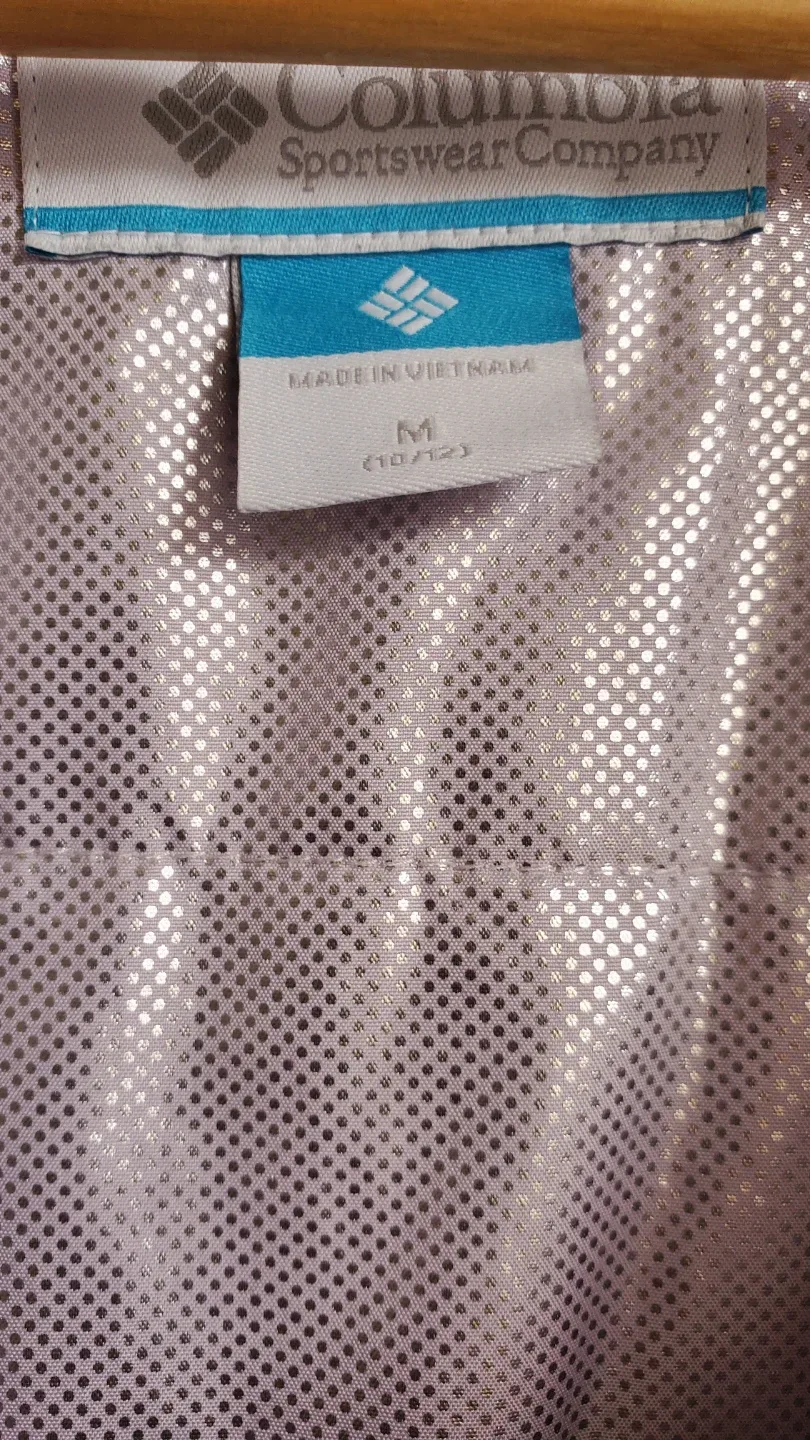 Columbia
Sportswear Company
MADE IN VIETNAM
M
(10/12)